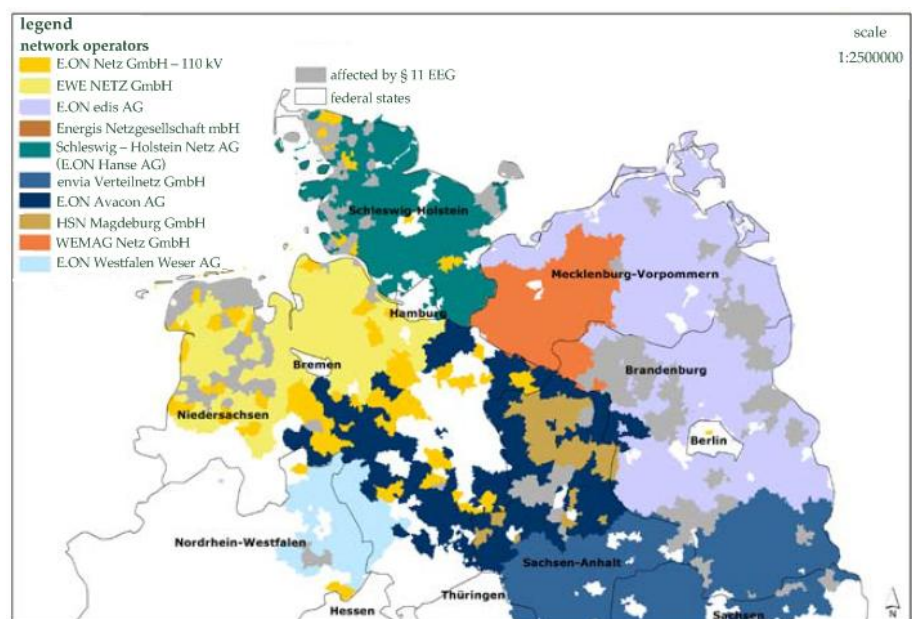 legend
network operators
E.ON Netz GmbH – 110 kV
EWE NETZ GmbH
E.ON edis AG
Energis Netzgesellschaft mbH
Schleswig – Holstein Netz AG
(E.ON Hanse AG)
envia Verteilnetz GmbH
E.ON Avacon AG
HSN Magdeburg GmbH
WEMAG Netz GmbH
E.ON Westfalen Weser AG
affected by § 11 EEG
federal states
scale
1:2500000
Schleswig-Holstein
Mecklenburg-Vorpommern
Hamburg
Bremen
Brandenburg
Niedersachsen
Berlin
Nordrhein-Westfalen
Sachsen-Anhalt
Thüringen
Hessen
Sachsen
N